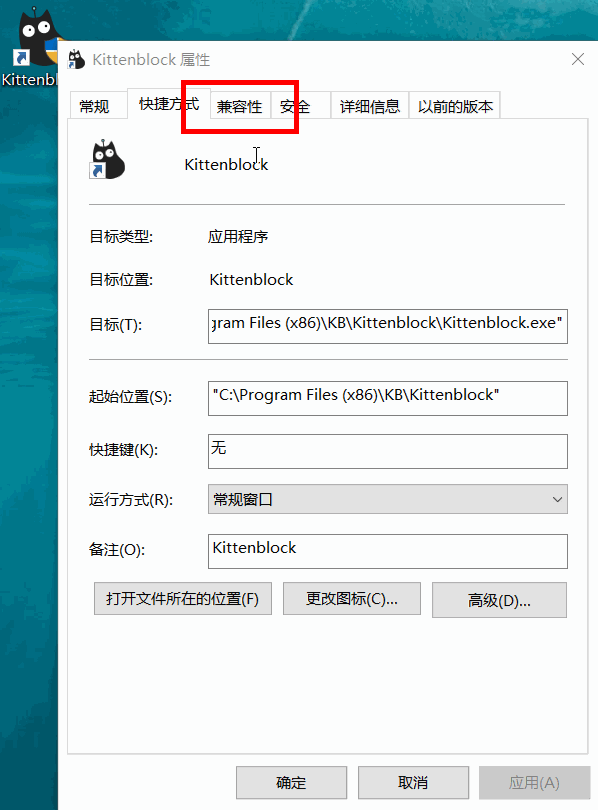 Kittenbl
Kittenblock 属性
常规 快捷方式 兼容性 安全 详细信息 以前的版本
Kittenblock
目标类型: 应用程序
目标位置: Kittenblock
目标(T): gram Files (x86)\KB\Kittenblock\Kittenblock.exe"
起始位置(S): "C:\Program Files (x86)\KB\Kittenblock"
快捷键(K): 无
运行方式(R): 常规窗口
备注(O): Kittenblock
打开文件所在的位置(F) 更改图标(C)... 高级(D)...
确定 取消 应用(A)